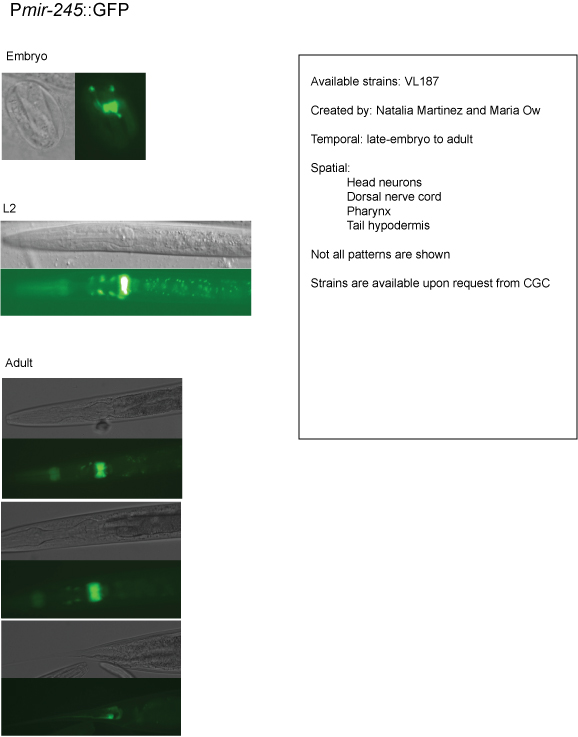 Pmir-245::GFP
Embryo
L2
Adult
Available strains: VL187
Created by: Natalia Martinez and Maria Ow
Temporal: late-embryo to adult
Spatial:
Head neurons
Dorsal nerve cord
Pharynx
Tail hypodermis
Not all patterns are shown
Strains are available upon request from CGC